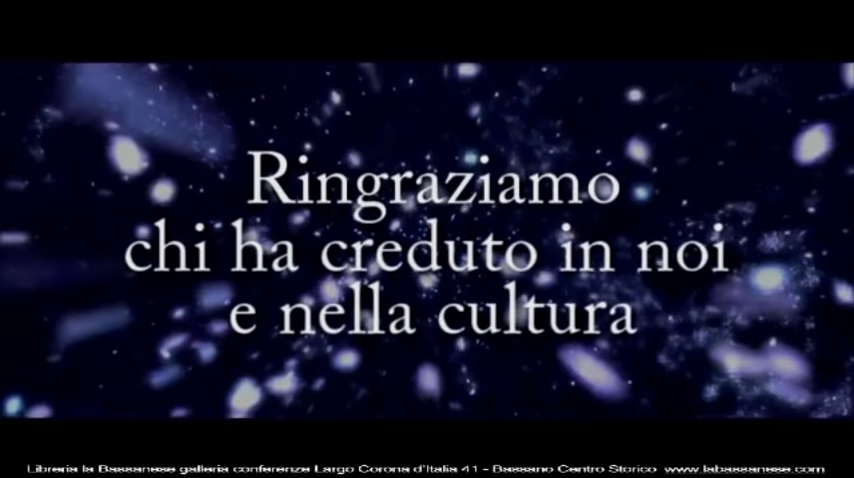 Ringraziamo
chi ha creduto in noi
e nella cultura
Libreria la Bassanese galleria conferenze Largo Corona d'Italia 41 - Bassano Centro Storico www.labassanese.com